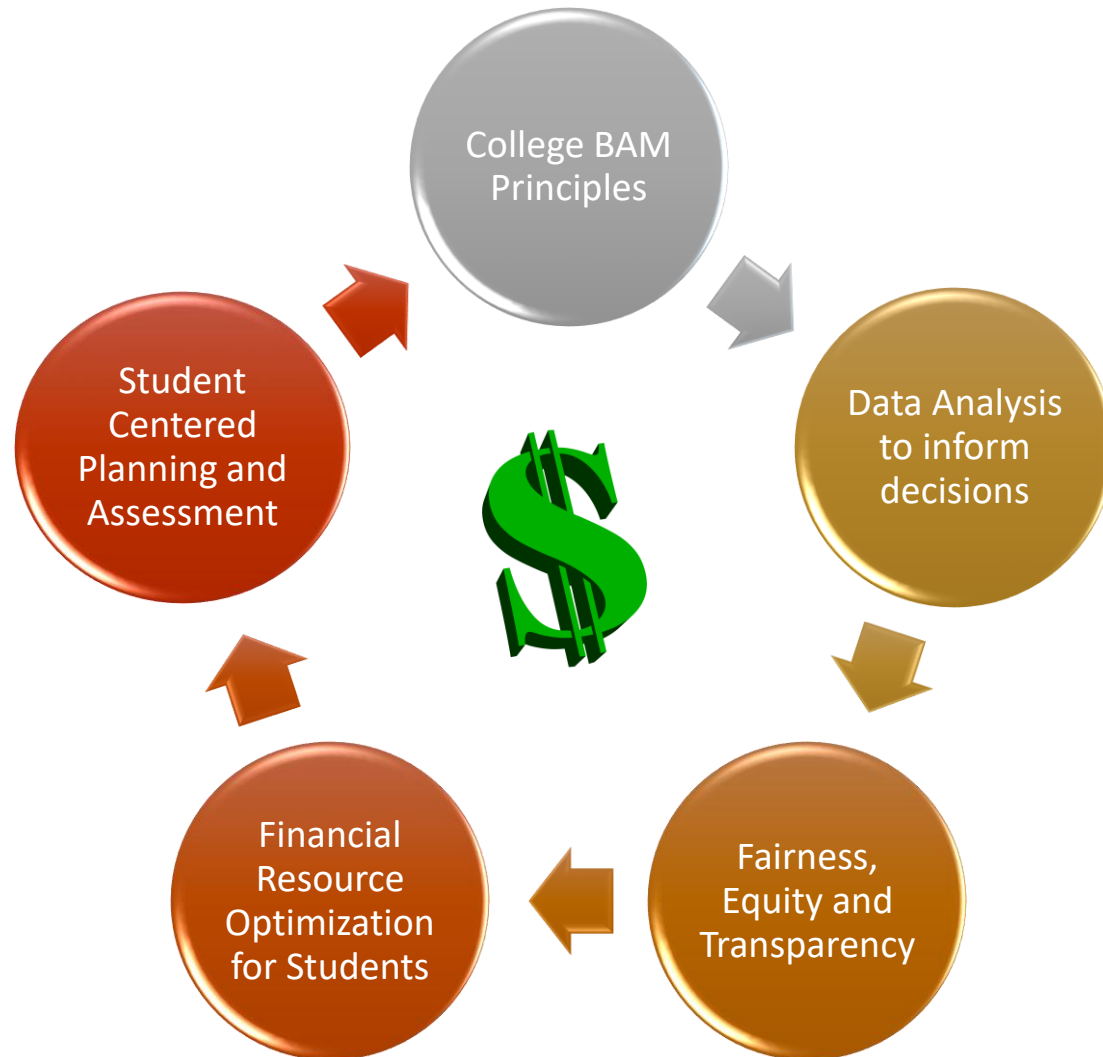 College BAM
Principles
Data Analysis
to inform
decisions
Fairness,
Equity and
Transparency
Financial
Resource
Optimization
for Students
Student
Centered
Planning and
Assessment
$